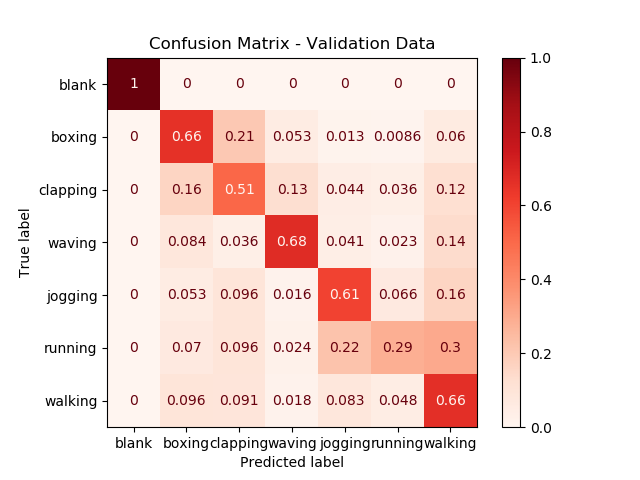 Confusion Matrix - Validation Data
True label
blank 1 0 0 0 0 0 0
boxing 0 0.66 0.21 0.053 0.013 0.0086 0.06
clapping 0 0.16 0.51 0.13 0.044 0.036 0.12
waving 0 0.084 0.036 0.68 0.041 0.023 0.14
jogging 0 0.053 0.096 0.016 0.61 0.066 0.16
running 0 0.07 0.096 0.024 0.22 0.29 0.3
walking 0 0.096 0.091 0.018 0.083 0.048 0.66
blank boxing clapping waving jogging running walking
Predicted label
1.0
0.8
0.6
0.4
0.2
0.0